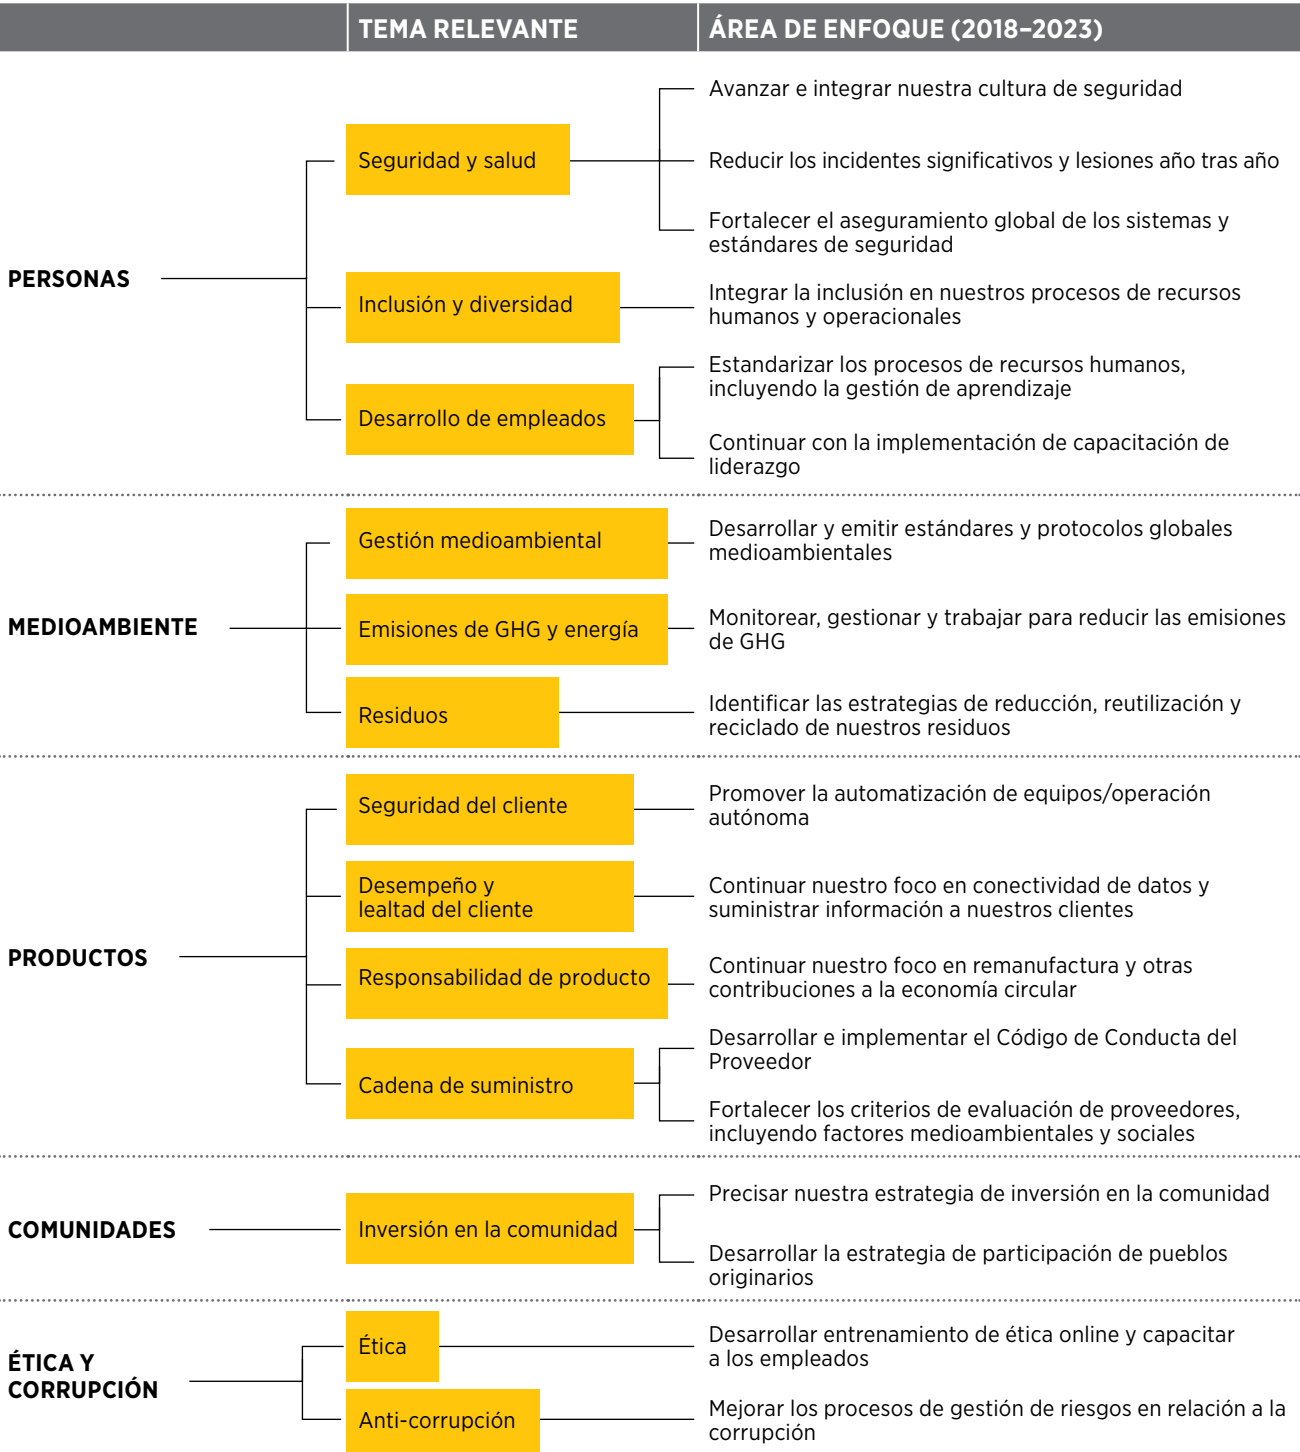 TEMA RELEVANTE
ÁREA DE ENFOQUE (2018–2023)
PERSONAS
Seguridad y salud
Avanzar e integrar nuestra cultura de seguridad
Reducir los incidentes significativos y lesiones año tras año
Fortalecer el aseguramiento global de los sistemas y
estándares de seguridad
Inclusión y diversidad
Integrar la inclusión en nuestros procesos de recursos
humanos y operacionales
Desarrollo de empleados
Estandarizar los procesos de recursos humanos,
incluyendo la gestión de aprendizaje
Continuar con la implementación de capacitación de
liderazgo
MEDIOAMBIENTE
Gestión medioambiental
Desarrollar y emitir estándares y protocolos globales
medioambientales
Emisiones de GHG y energía
Monitorear, gestionar y trabajar para reducir las emisiones
de GHG
Residuos
Identificar las estrategias de reducción, reutilización y
reciclado de nuestros residuos
PRODUCTOS
Seguridad del cliente
Promover la automatización de equipos/operación
autónoma
Desempeño y
lealtad del cliente
Continuar nuestro foco en conectividad de datos y
suministrar información a nuestros clientes
Responsabilidad de producto
Continuar nuestro foco en remanufactura y otras
contribuciones a la economía circular
Cadena de suministro
Desarrollar e implementar el Código de Conducta del
Proveedor
Fortalecer los criterios de evaluación de proveedores,
incluyendo factores medioambientales y sociales
COMUNIDADES
Inversión en la comunidad
Precisar nuestra estrategia de inversión en la comunidad
Desarrollar la estrategia de participación de pueblos
originarios
ÉTICA Y
CORRUPCIÓN
Ética
Desarrollar entrenamiento de ética online y capacitar
a los empleados
Anti-corrupción
Mejorar los procesos de gestión de riesgos en relación a la
corrupción